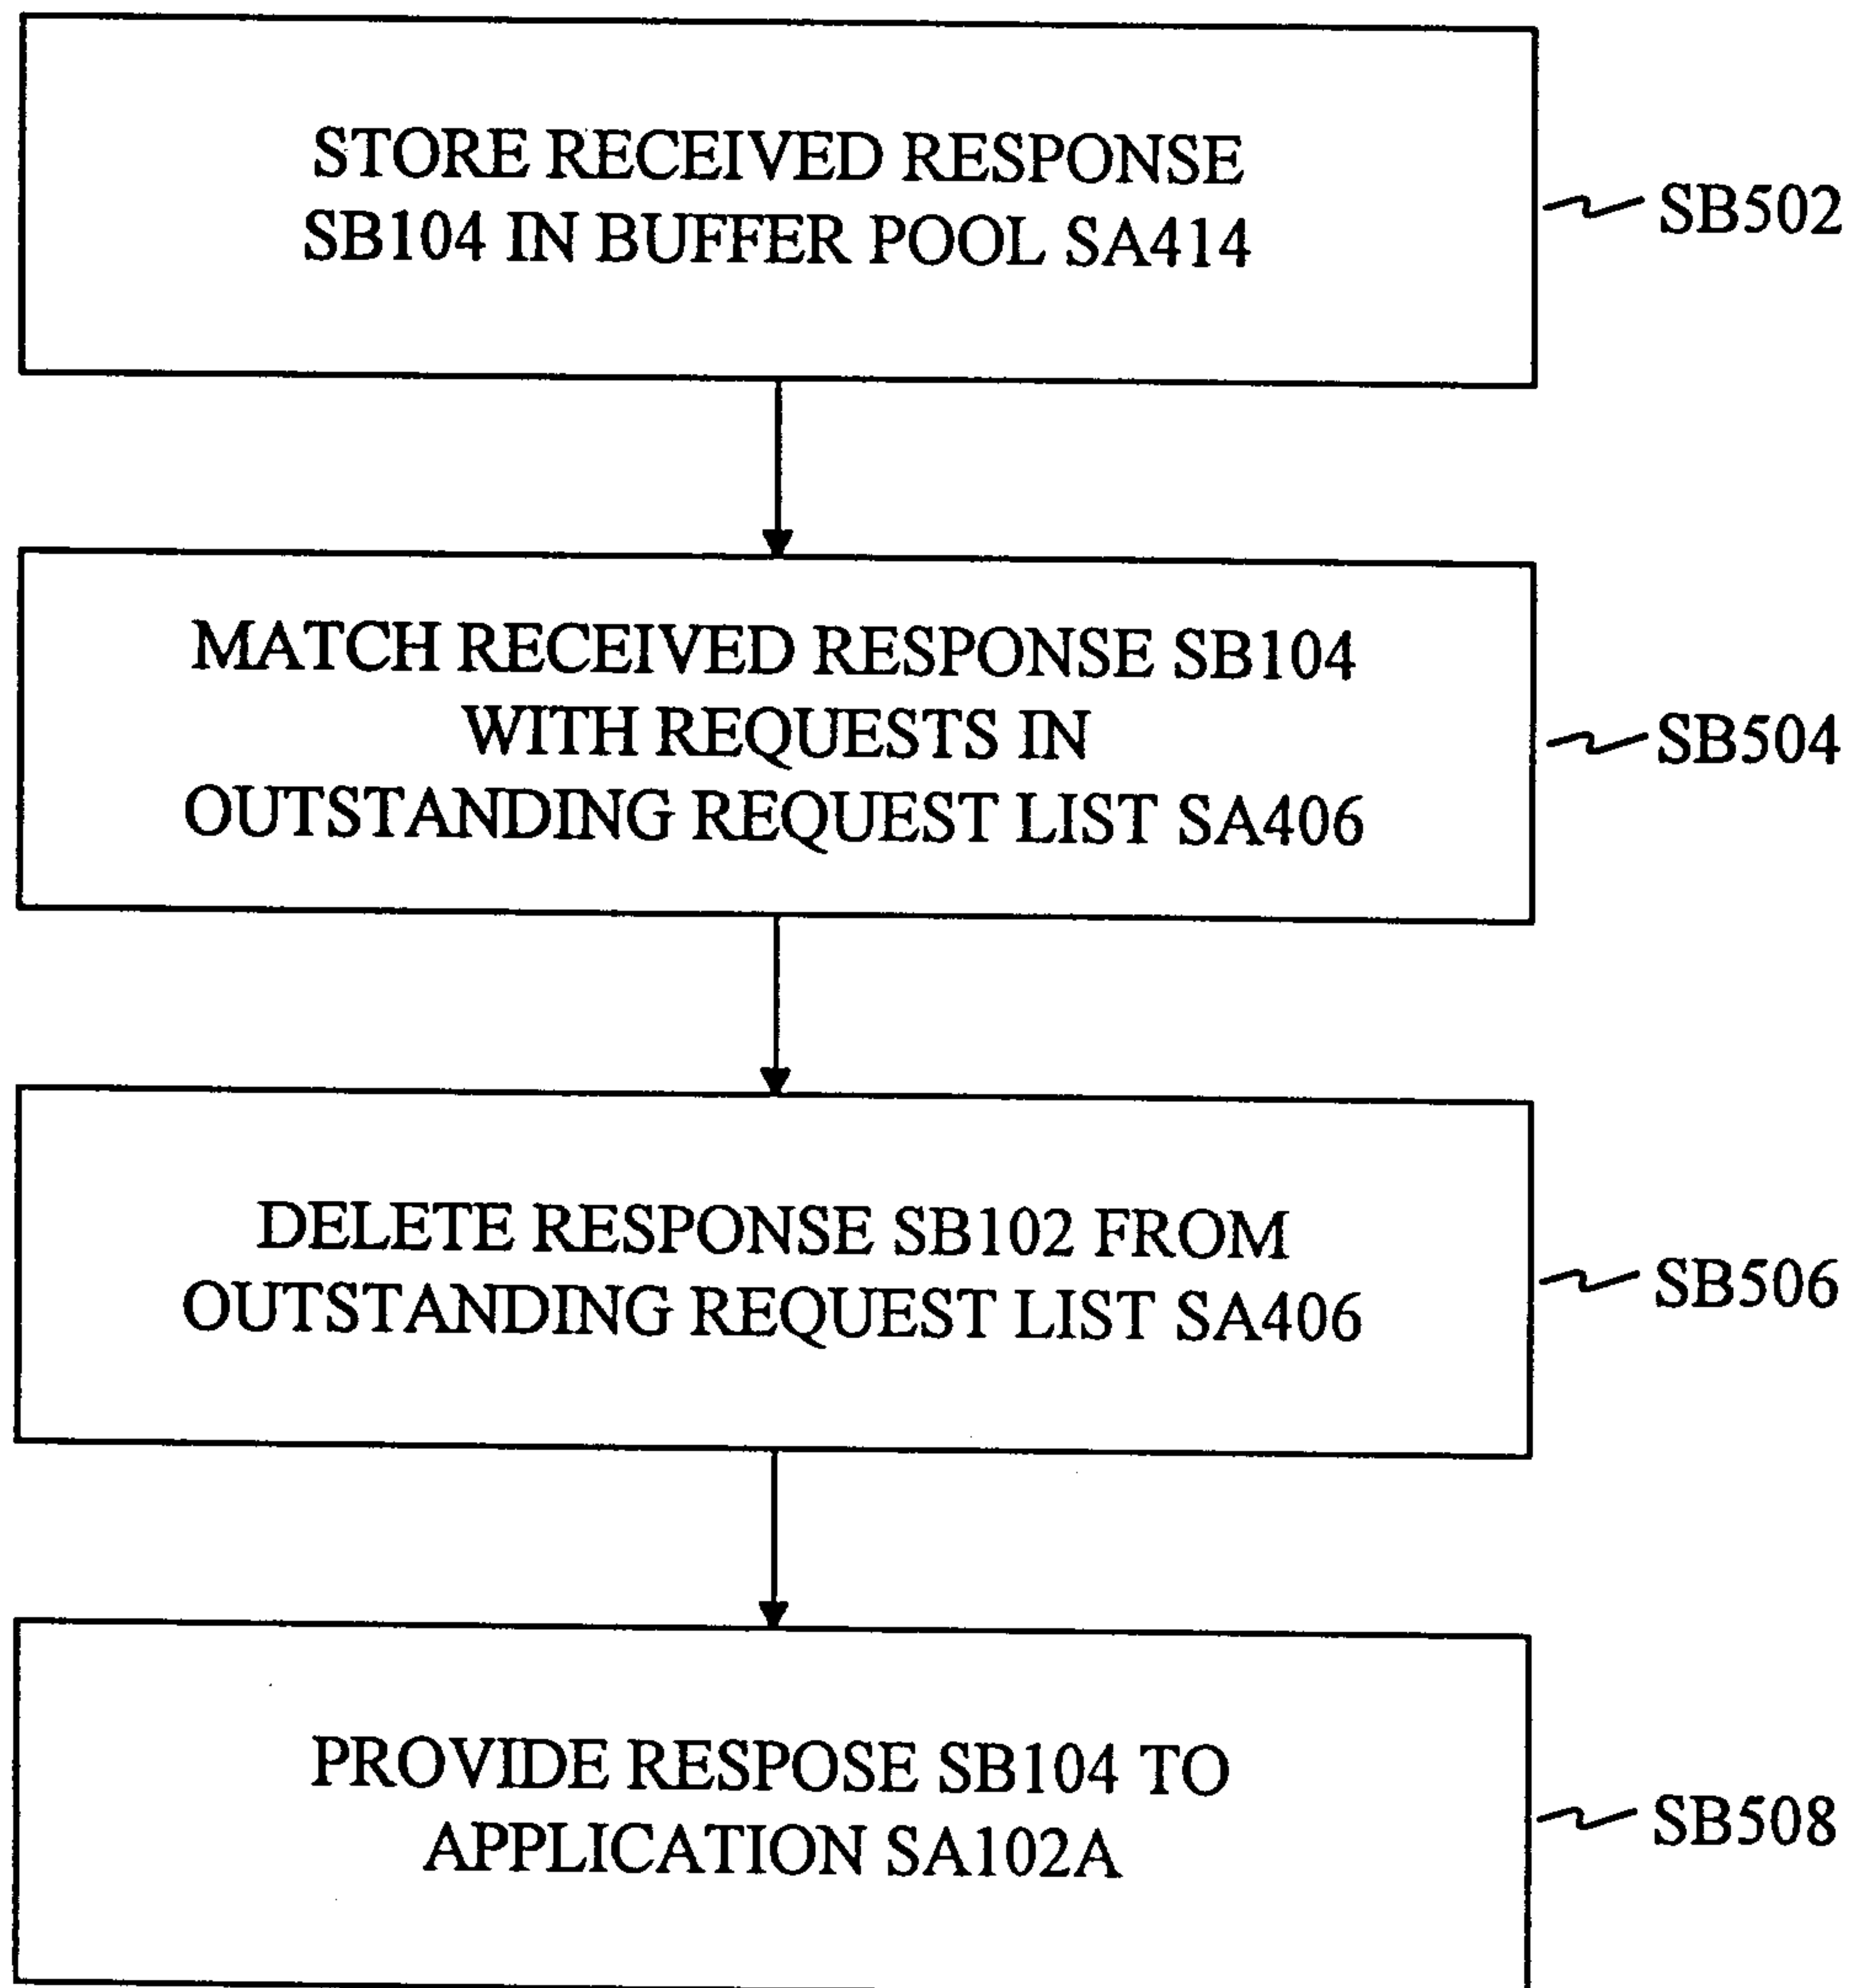 STORE RECEIVED RESPONSE
SB104 IN BUFFER POOL SA414
SB502
MATCH RECEIVED RESPONSE SB104
WITH REQUESTS IN
OUTSTANDING REQUEST LIST SA406
SB504
DELETE RESPONSE SB102 FROM
OUTSTANDING REQUEST LIST SA406
SB506
PROVIDE RESPOSE SB104 TO
APPLICATION SA102A
SB508